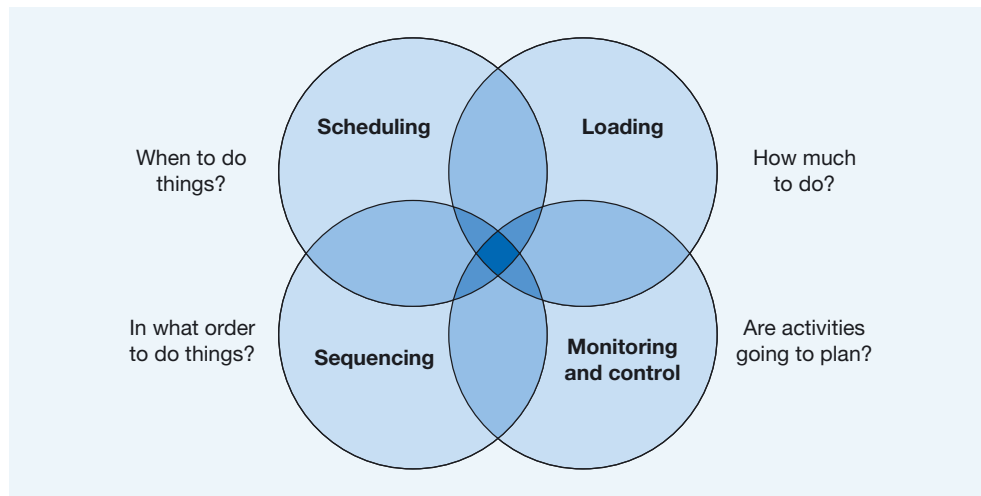 Scheduling
Loading
When to do
things?
How much
to do?
In what order
to do things?
Sequencing
Monitoring
and control
Are activities
going to plan?